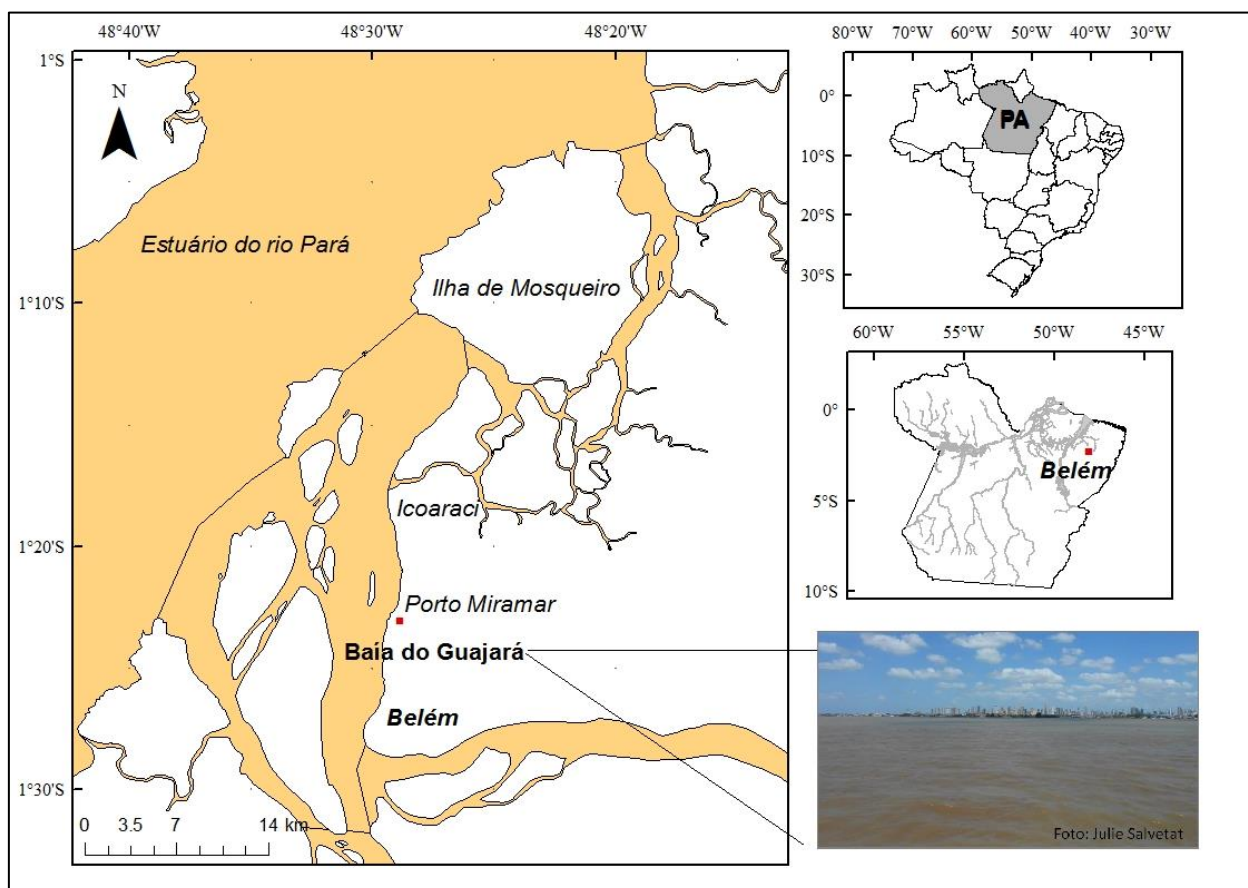 48°40'W
48°30'W
48°20'W
1°S
1°10'S
1°20'S
1°30'S
N
Estuário do rio Pará
Ilha de Mosqueiro
Icoaraci
Porto Miramar
Baía do Guajará
Belém
0 3.5 7 14 km
80°W 70°W 60°W 50°W 40°W 30°W
0°
10°S
20°S
30°S
PA
60°W 55°W 50°W 45°W
0°
5°S
10°S
Belém
Foto: Julie Salvetat